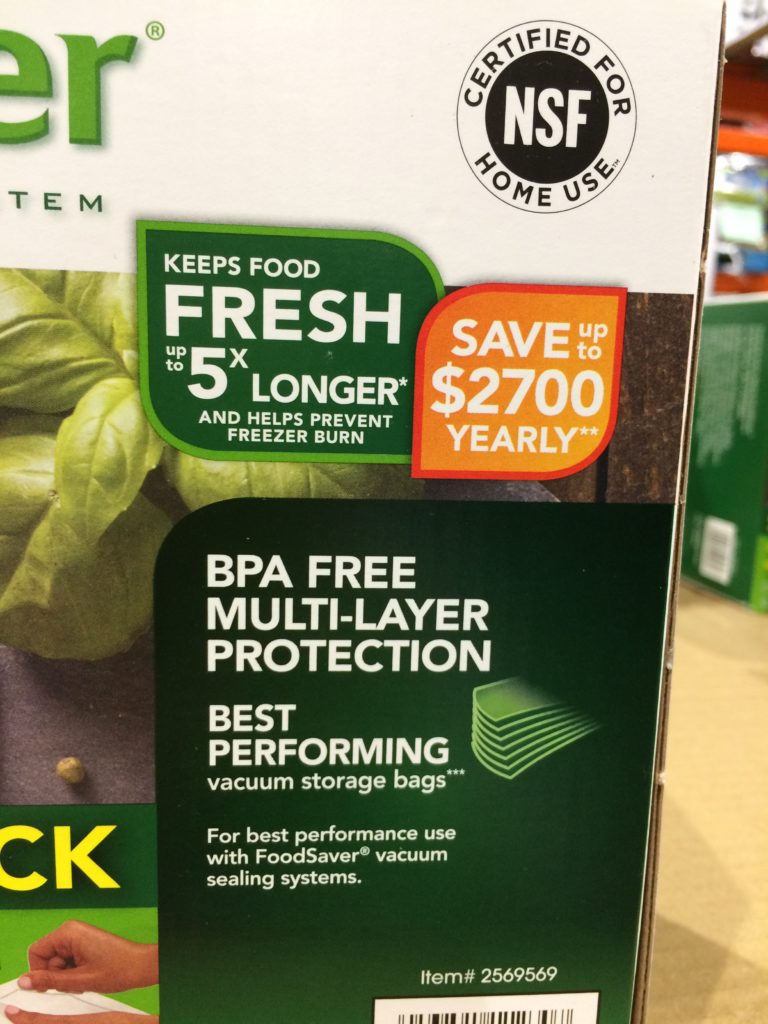 er®
TEM
CERTIFIED FOR
NSF
HOME USE™
KEEPS FOOD
FRESH
up to 5X LONGER*
AND HELPS PREVENT
FREEZER BURN
SAVE up to
$2700
YEARLY**
BPA FREE
MULTI-LAYER
PROTECTION
BEST
PERFORMING
vacuum storage bags***
For best performance use
with FoodSaver® vacuum
sealing systems.
CK
Item# 2569569